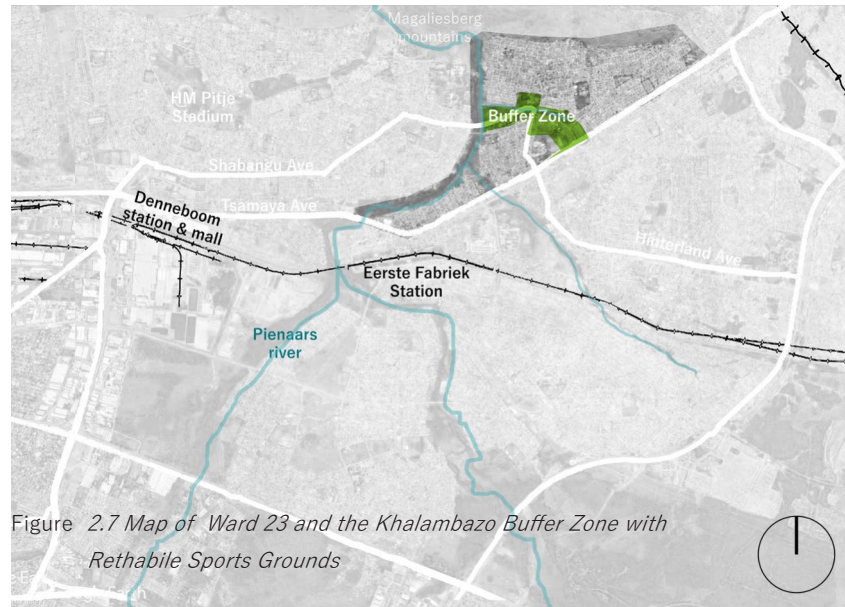 Magaliesberg
mountains
HM Pitje
Stadium
Buffer Zone
Shabangu Ave
Denneboom
station & mall
Tsamaya Ave
Hinterland Ave
Eerste Fabriek
Station
Pienaars
river
Figure 2.7 Map of Ward 23 and the Khalambazo Buffer Zone with
Rethabile Sports Grounds